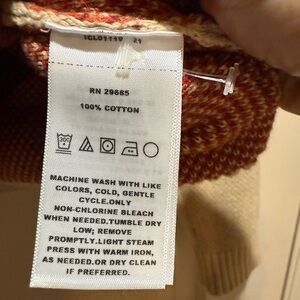 RN 29685
100% COTTON
MACHINE WASH WITH LIKE
COLORS, COLD, GENTLE
CYCLE.ONLY
NON-CHLORINE BLEACH
WHEN NEEDED.TUMBLE DRY
LOW; REMOVE
PROMPTLY.LIGHT STEAM
PRESS WITH WARM IRON,
AS NEEDED.OR DRY CLEAN
IF PREFERRED.